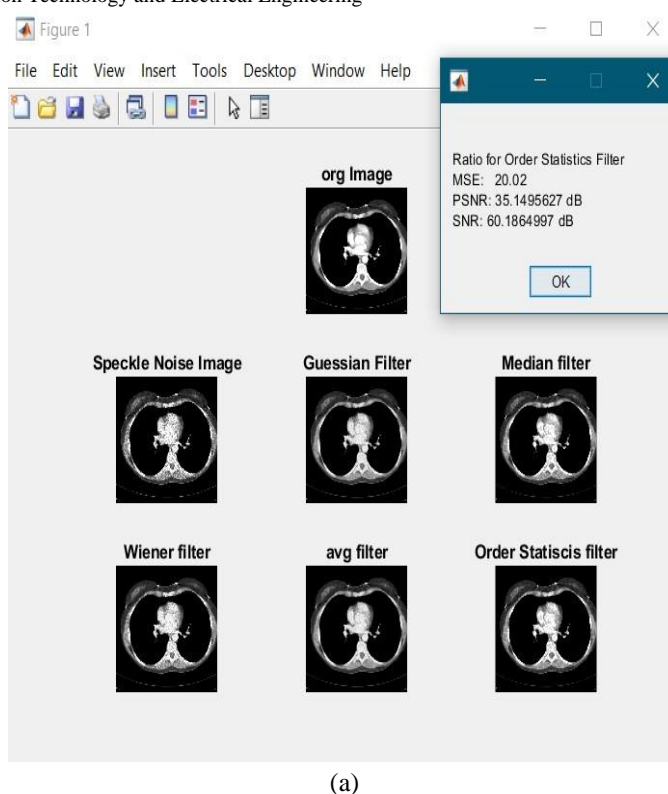 on Technology and Electrical Engineering
Figure 1
File Edit View Insert Tools Desktop Window Help
org Image
Ratio for Order Statistics Filter
MSE: 20.02
PSNR: 35.1495627 dB
SNR: 60.1864997 dB
OK
Speckle Noise Image
Guessian Filter
Median filter
Wiener filter
avg filter
Order Statiscis filter
(a)